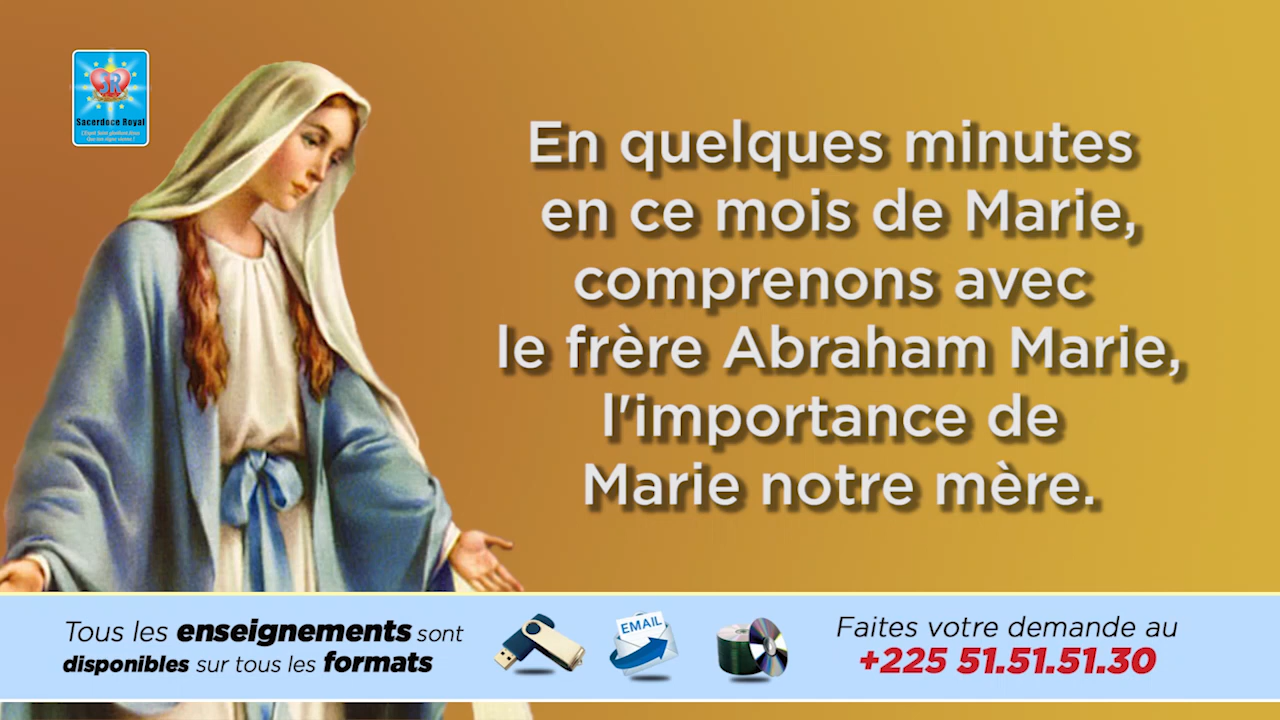 SR
Sacerdoce Royal
En quelques minutes
en ce mois de Marie,
comprenons avec
le frère Abraham Marie,
l'importance de
Marie notre mère.
Tous les enseignements sont
disponibles sur tous les formats
EMAIL
Faites votre demande au
+225 51.51.51.30